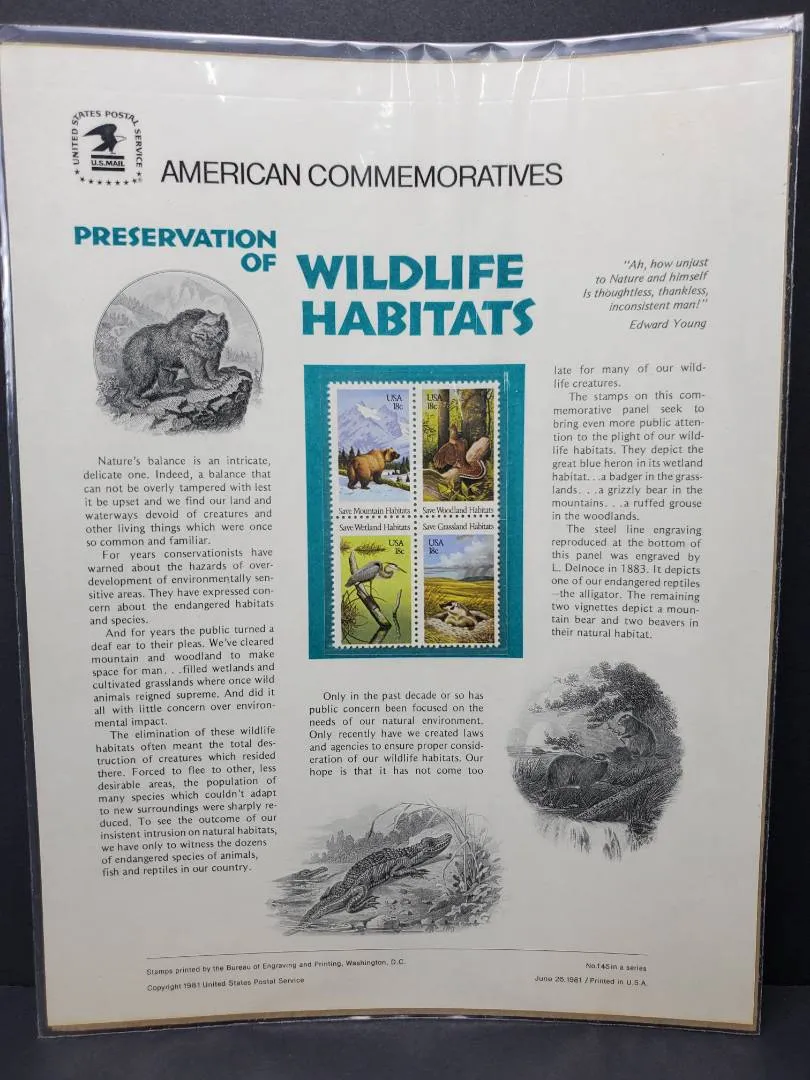 UNITED STATES POSTAL SERVICE
U.S.MAIL
AMERICAN COMMEMORATIVES
PRESERVATION
OF
WILDLIFE
HABITATS
"Ah, how unjust
to Nature and himself
Is thoughtless, thankless,
inconsistent man!"
Edward Young
Nature's balance is an intricate,
delicate one. Indeed, a balance that
can not be overly tampered with lest
it be upset and we find our land and
waterways devoid of creatures and
other living things which were once
so common and familiar.
For years conservationists have
warned about the hazards of over-
development of environmentally sen-
sitive areas. They have expressed con-
cern about the endangered habitats
and species.
And for years the public turned a
deaf ear to their pleas. We've cleared
mountain and woodland to make
space for man. . .filled wetlands and
cultivated grasslands where once wild
animals reigned supreme. And did it
all with little concern over environ-
mental impact.
The elimination of these wildlife
habitats often meant the total des-
truction of creatures which resided
there. Forced to flee to other, less
desirable areas, the population of
many species which couldn't adapt
to new surroundings were sharply re-
duced. To see the outcome of our
insistent intrusion on natural habitats,
we have only to witness the dozens
of endangered species of animals,
fish and reptiles in our country.
USA
18c
Save Mountain Habitats
USA
18c
Save Woodland Habitats
Save Wetland Habitats
USA
18c
Save Grassland Habitats
USA
18c
Only in the past decade or so has
public concern been focused on the
needs of our natural environment.
Only recently have we created laws
and agencies to ensure proper consid-
eration of our wildlife habitats. Our
hope is that it has not come too
late for many of our wild-
life creatures.
The stamps on this com-
memorative panel seek to
bring even more public atten-
tion to the plight of our wild-
life habitats. They depict the
great blue heron in its wetland
habitat. . .a badger in the grass-
lands. . .a grizzly bear in the
mountains. . .a ruffed grouse
in the woodlands.
The steel line engraving
reproduced at the bottom of
this panel was engraved by
L. Delnoce in 1883. It depicts
one of our endangered reptiles
—the alligator. The remaining
two vignettes depict a moun-
tain bear and two beavers in
their natural habitat.
Stamps printed by the Bureau of Engraving and Printing, Washington, D.C.
Copyright 1981 United States Postal Service
No.145 in a series
June 26, 1981 / Printed in U.S.A.